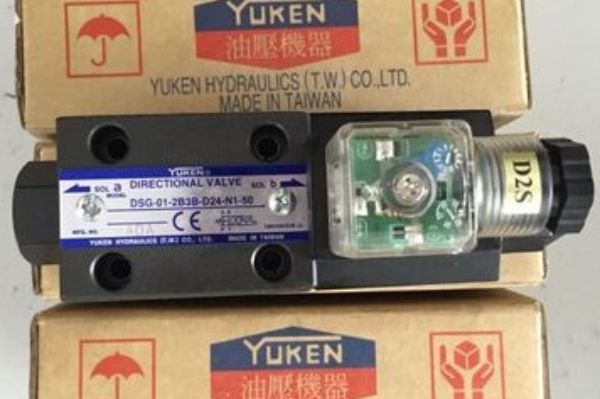 YUKEN
油壓機器
YUKEN HYDRAULICS (T.W.) CO.,LTD.
MADE IN TAIWAN
YUKEN
SOL a DIRECTIONAL VALVE SOL b
MODEL DSG-01-2B3B-D24-N1-50
MFG. NO. ADA CE
YUKEN HYDRAULICS (T.W.) CO., LTD. MADE IN TAIWAN
D2S
YUKEN
油壓機器